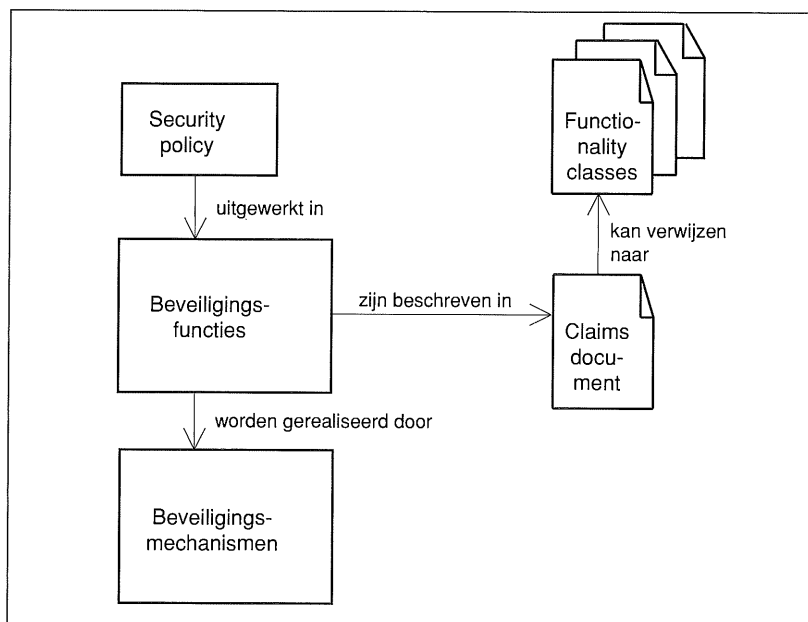 Security
policy
uitgewerkt in
Beveiligings-
functies
worden gerealiseerd door
Beveiligings-
mechanismen
zijn beschreven in
Claims
docu-
ment
kan verwijzen
naar
Functio-
nality
classes